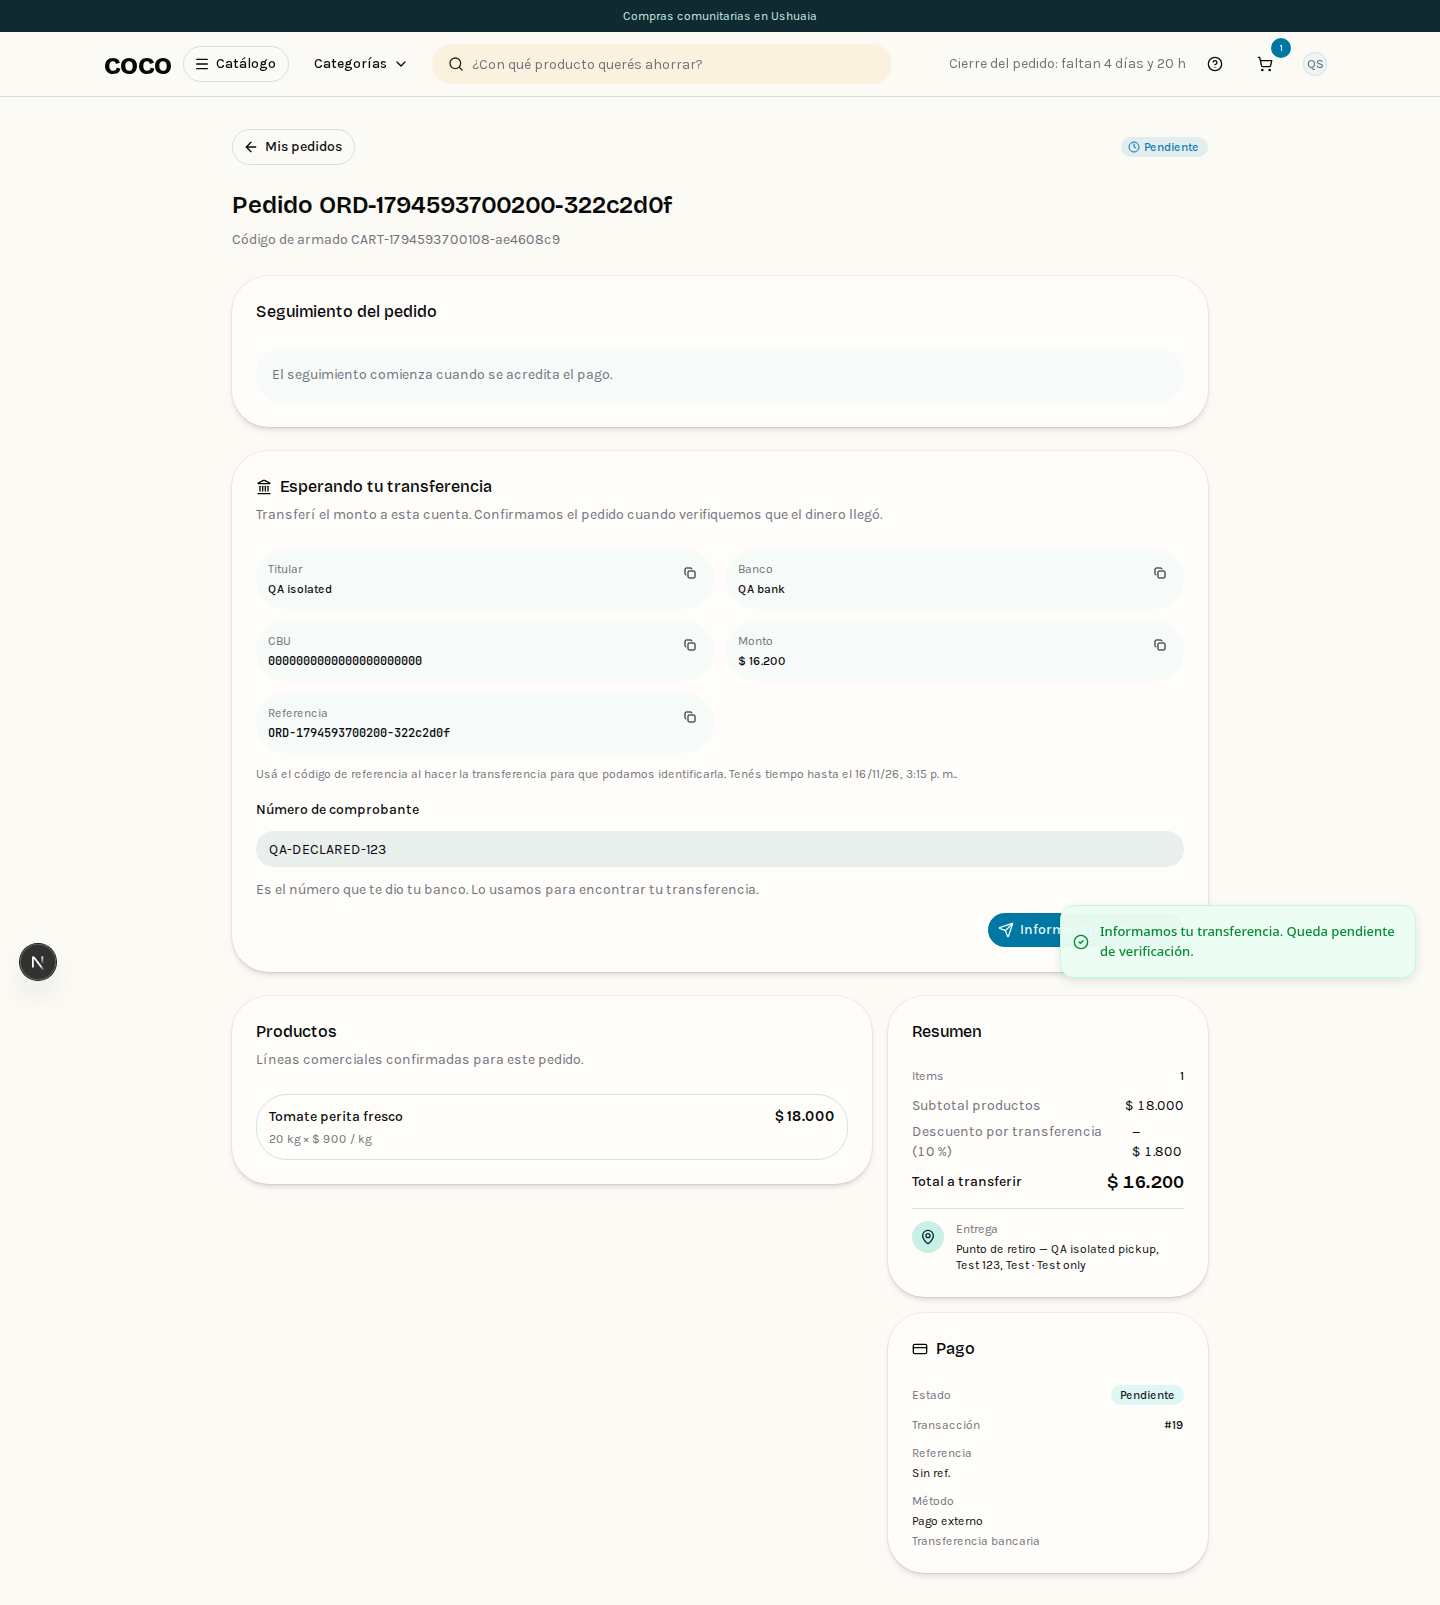 Compras comunitarias en Ushuaia
coco
Catálogo
Categorías
¿Con qué producto querés ahorrar?
Cierre del pedido: faltan 4 días y 20 h
1
QS
Mis pedidos
Pendiente
Pedido ORD-1794593700200-322c2d0f
Código de armado CART-1794593700108-ae4608c9
Seguimiento del pedido
El seguimiento comienza cuando se acredita el pago.
Esperando tu transferencia
Transferí el monto a esta cuenta. Confirmamos el pedido cuando verifiquemos que el dinero llegó.
Titular
QA isolated
Banco
QA bank
CBU
0000000000000000000000
Monto
$ 16.200
Referencia
ORD-1794593700200-322c2d0f
Usá el código de referencia al hacer la transferencia para que podamos identificarla. Tenés tiempo hasta el 16/11/26, 3:15 p. m..
Número de comprobante
QA-DECLARED-123
Es el número que te dio tu banco. Lo usamos para encontrar tu transferencia.
Informamos tu transferencia. Queda pendiente
de verificación.
N
Productos
Líneas comerciales confirmadas para este pedido.
Tomate perita fresco
$ 18.000
20 kg × $ 900 / kg
Resumen
Items
1
Subtotal productos
$ 18.000
Descuento por transferencia
(10 %)
–
$ 1.800
Total a transferir
$ 16.200
Entrega
Punto de retiro — QA isolated pickup,
Test 123, Test · Test only
Pago
Estado
Pendiente
Transacción
#19
Referencia
Sin ref.
Método
Pago externo
Transferencia bancaria